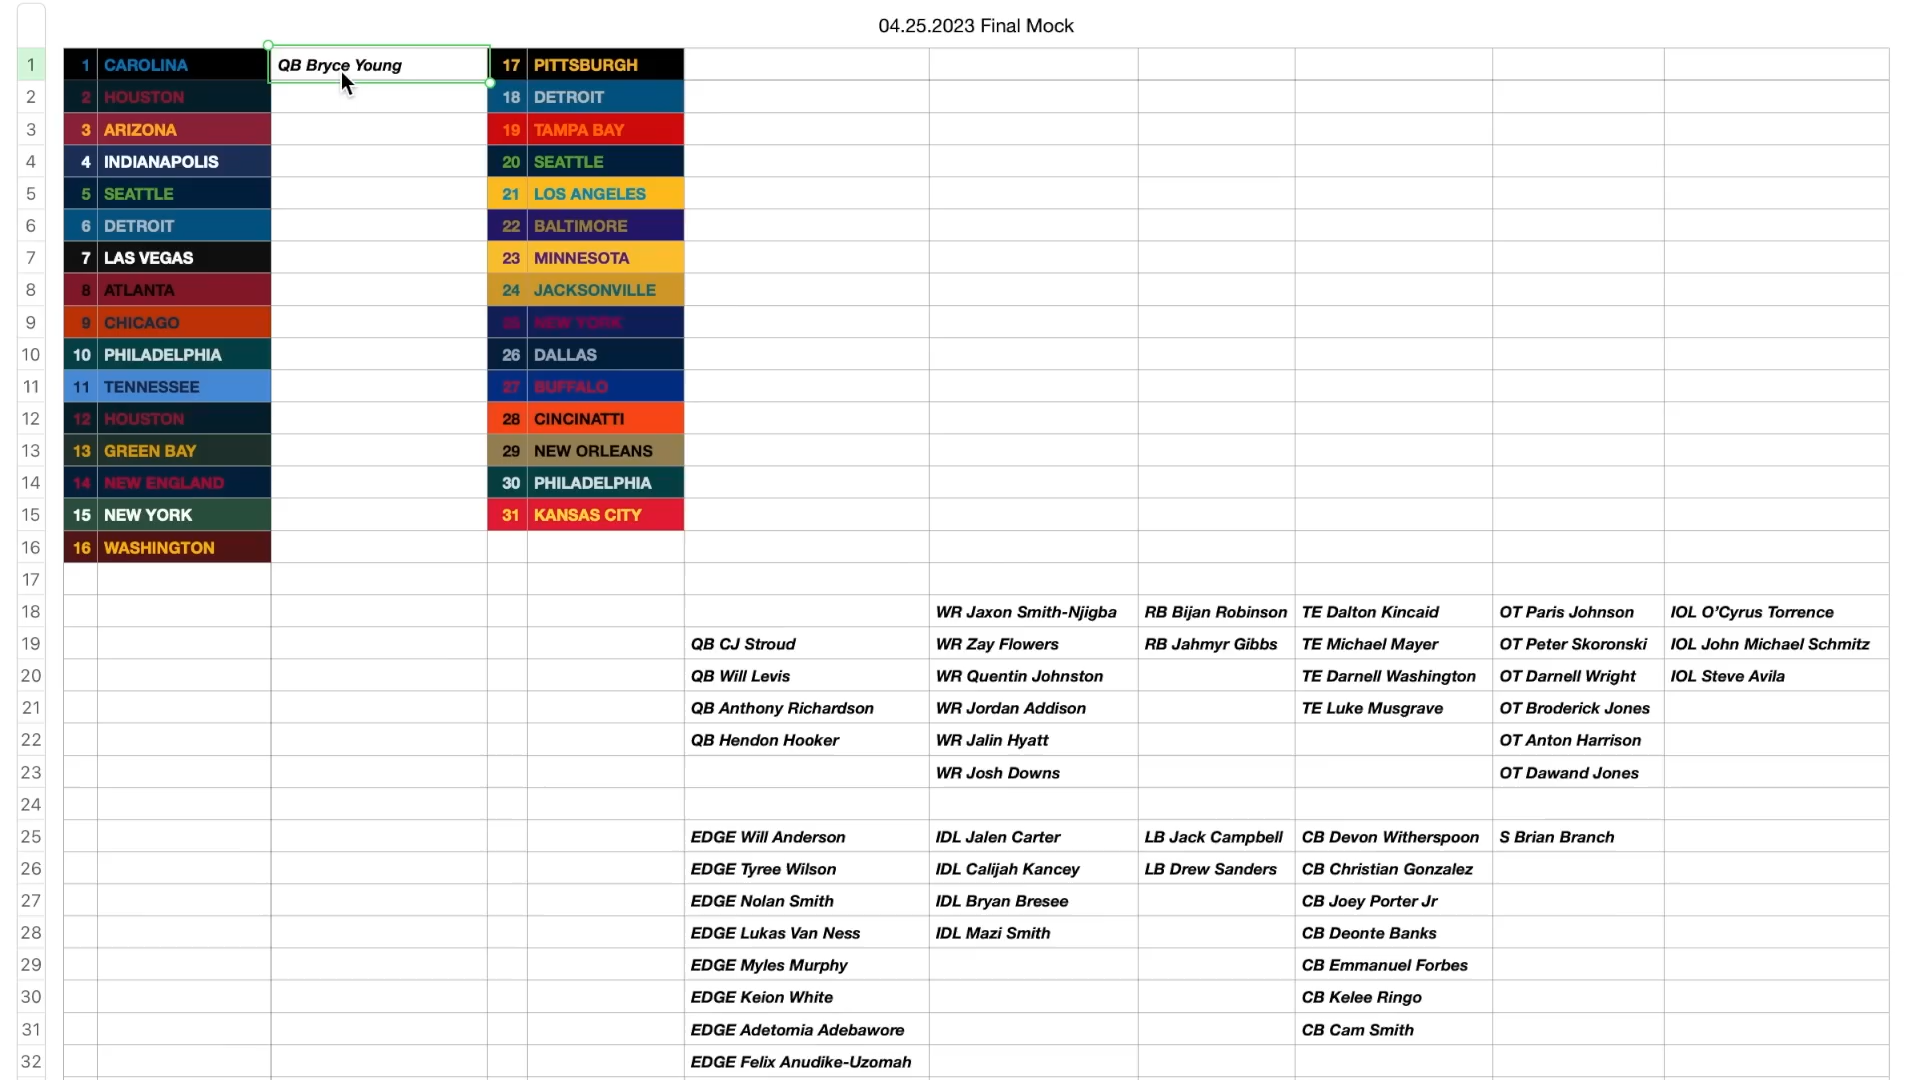 04.25.2023 Final Mock
1 1 CAROLINA QB Bryce Young 17 PITTSBURGH
2 2 HOUSTON 18 DETROIT
3 3 ARIZONA 19 TAMPA BAY
4 4 INDIANAPOLIS 20 SEATTLE
5 5 SEATTLE 21 LOS ANGELES
6 6 DETROIT 22 BALTIMORE
7 7 LAS VEGAS 23 MINNESOTA
8 8 ATLANTA 24 JACKSONVILLE
9 9 CHICAGO 25 NEW YORK
10 10 PHILADELPHIA 26 DALLAS
11 11 TENNESSEE 27 BUFFALO
12 12 HOUSTON 28 CINCINATTI
13 13 GREEN BAY 29 NEW ORLEANS
14 14 NEW ENGLAND 30 PHILADELPHIA
15 15 NEW YORK 31 KANSAS CITY
16 16 WASHINGTON
17
18 WR Jaxon Smith-Njigba RB Bijan Robinson TE Dalton Kincaid OT Paris Johnson IOL O’Cyrus Torrence
19 QB CJ Stroud WR Zay Flowers RB Jahmyr Gibbs TE Michael Mayer OT Peter Skoronski IOL John Michael Schmitz
20 QB Will Levis WR Quentin Johnston TE Darnell Washington OT Darnell Wright IOL Steve Avila
21 QB Anthony Richardson WR Jordan Addison TE Luke Musgrave OT Broderick Jones
22 QB Hendon Hooker WR Jalin Hyatt OT Anton Harrison
23 WR Josh Downs OT Dawand Jones
24
25 EDGE Will Anderson IDL Jalen Carter LB Jack Campbell CB Devon Witherspoon S Brian Branch
26 EDGE Tyree Wilson IDL Calijah Kancey LB Drew Sanders CB Christian Gonzalez
27 EDGE Nolan Smith IDL Bryan Bresee CB Joey Porter Jr
28 EDGE Lukas Van Ness IDL Mazi Smith CB Deonte Banks
29 EDGE Myles Murphy CB Emmanuel Forbes
30 EDGE Keion White CB Kelee Ringo
31 EDGE Adetomia Adebawore CB Cam Smith
32 EDGE Felix Anudike-Uzomah